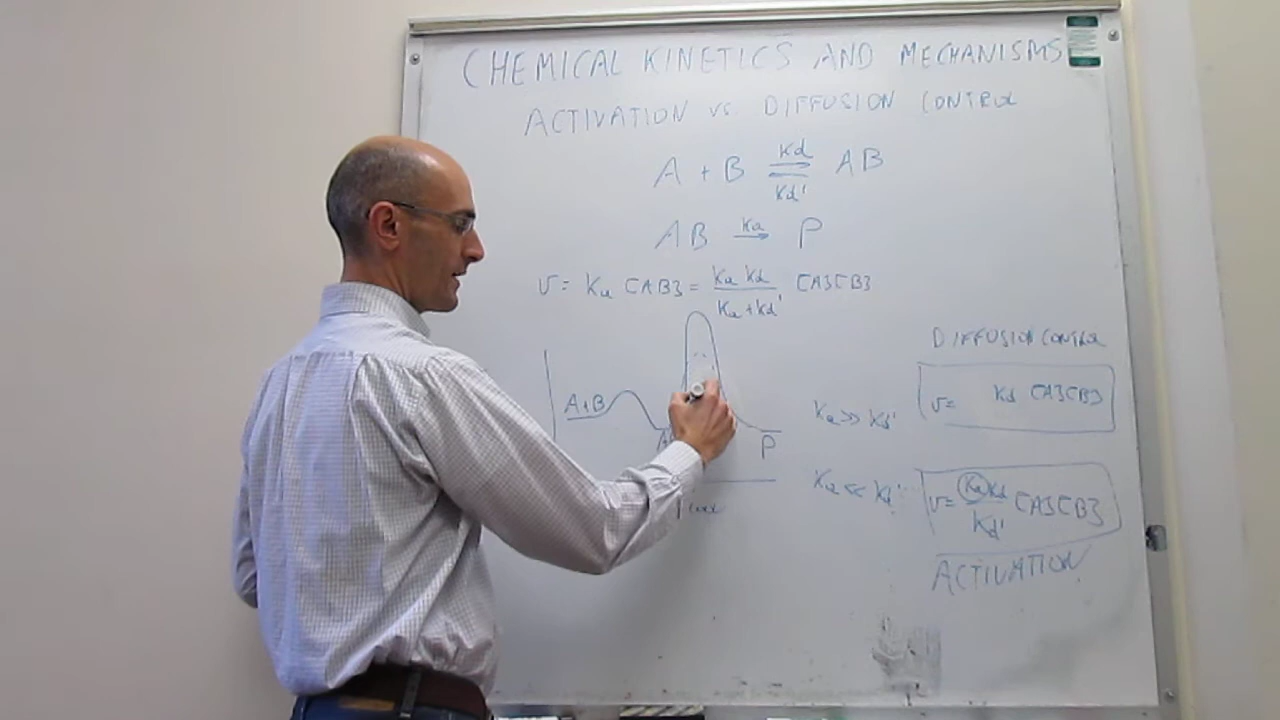 CHEMICAL KINETICS AND MECHANISMS
ACTIVATION vs DIFFUSION CONTROL
A + B ⇌ AB
kd
kd'
AB → P
ka
v = ka [AB] = ka kd / ka + kd' [A][B]
DIFFUSION CONTROL
A+B
P
ka >> kd'
v = kd [A][B]
ka << kd'
v = ka kd / kd' [A][B]
ACTIVATION